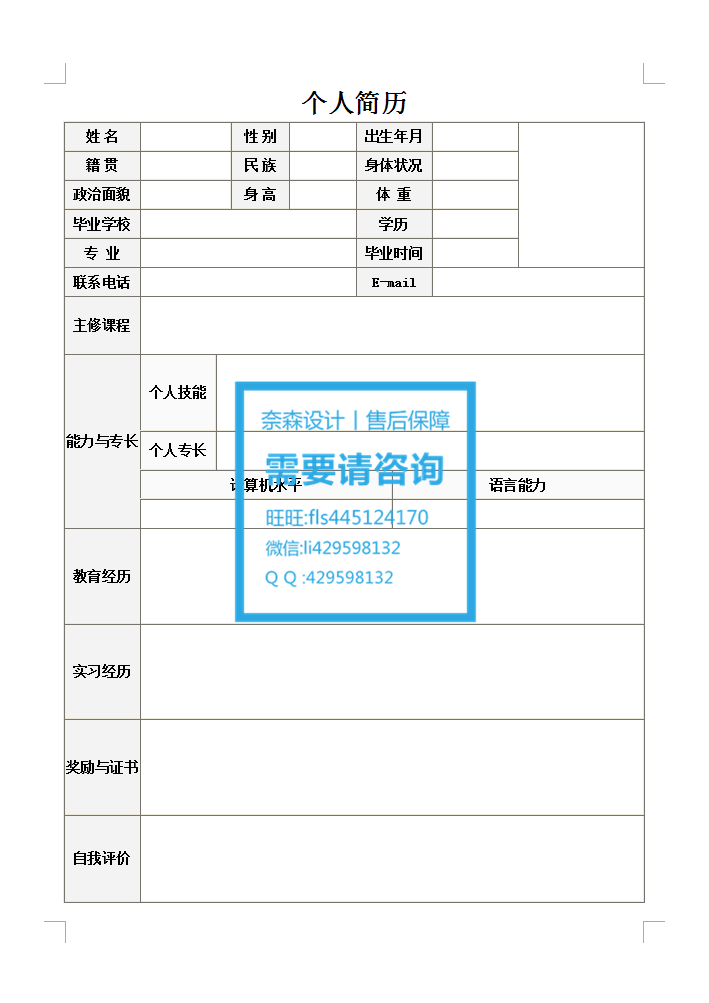 个人简历
姓 名 性 别 出生年月
籍 贯 民 族 身体状况
政治面貌 身 高 体 重
毕业学校 学历
专 业 毕业时间
联系电话 E-mail
主修课程
能力与专长
个人技能
个人专长
计算机水平 语言能力
教育经历
实习经历
奖励与证书
自我评价
奈森设计丨售后保障
需要请咨询
旺旺:fls445124170
微信:li429598132
Q Q :429598132